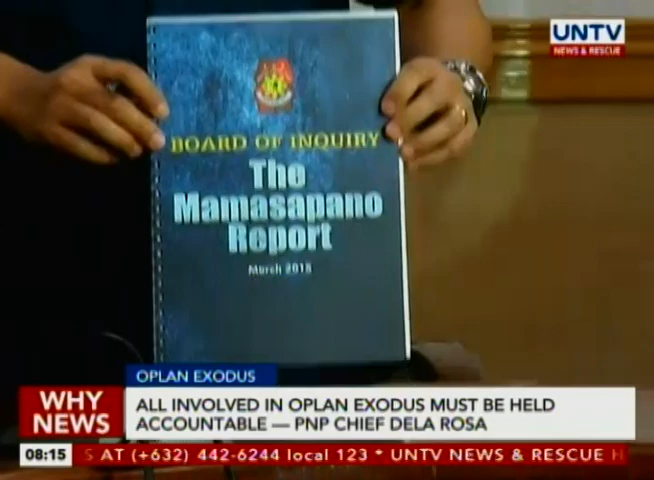 UNTV
NEWS & RESCUE
BOARD OF INQUIRY
The
Mamasapano
Report
March 2015
OPLAN EXODUS
WHY NEWS
ALL INVOLVED IN OPLAN EXODUS MUST BE HELD
ACCOUNTABLE — PNP CHIEF DELA ROSA
08:15
S AT (+632) 442-6244 local 123 * UNTV NEWS & RESCUE H